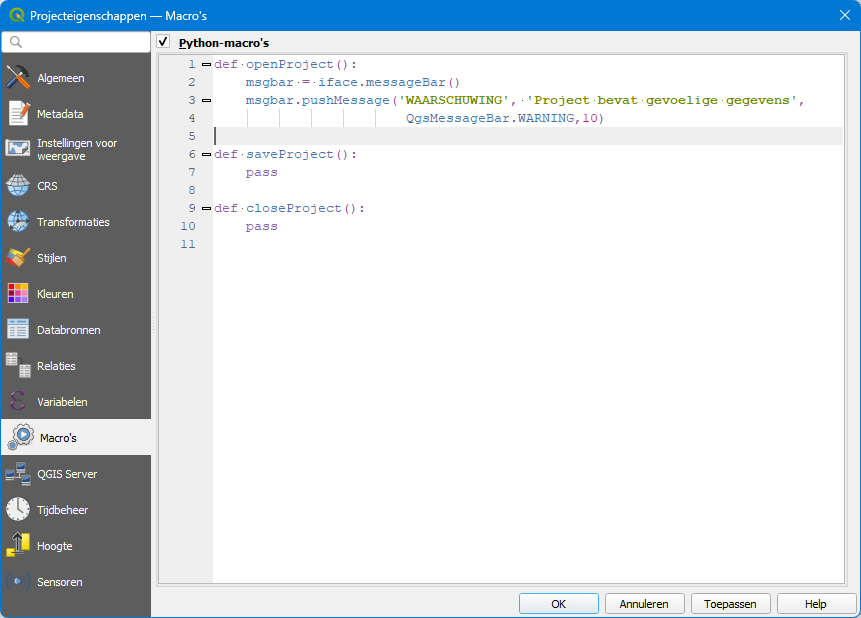 Projecteigenschappen — Macro's
Algemeen
Metadata
Instellingen voor
weergave
CRS
Transformaties
Stijlen
Kleuren
Databronnen
Relaties
Variabelen
Macro's
QGIS Server
Tijdbeheer
Hoogte
Sensoren
Python-macro's
1 def openProject():
2 msgbar = iface.messageBar()
3 msgbar.pushMessage('WAARSCHUWING', 'Project bevat gevoelige gegevens',
4 QgsMessageBar.WARNING,10)
5
6 def saveProject():
7 pass
8
9 def closeProject():
10 pass
11
OK Annuleren Toepassen Help